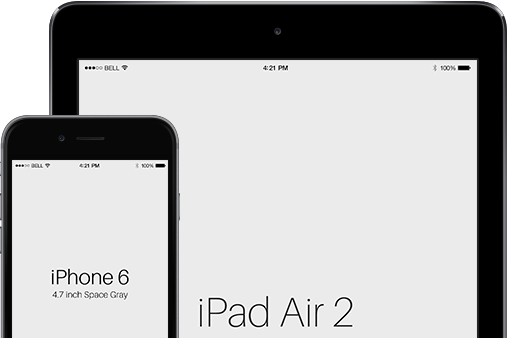 BELL 4:21 PM 100%
BELL 4:21 PM 100%
iPhone 6
4.7 inch Space Gray
iPad Air 2